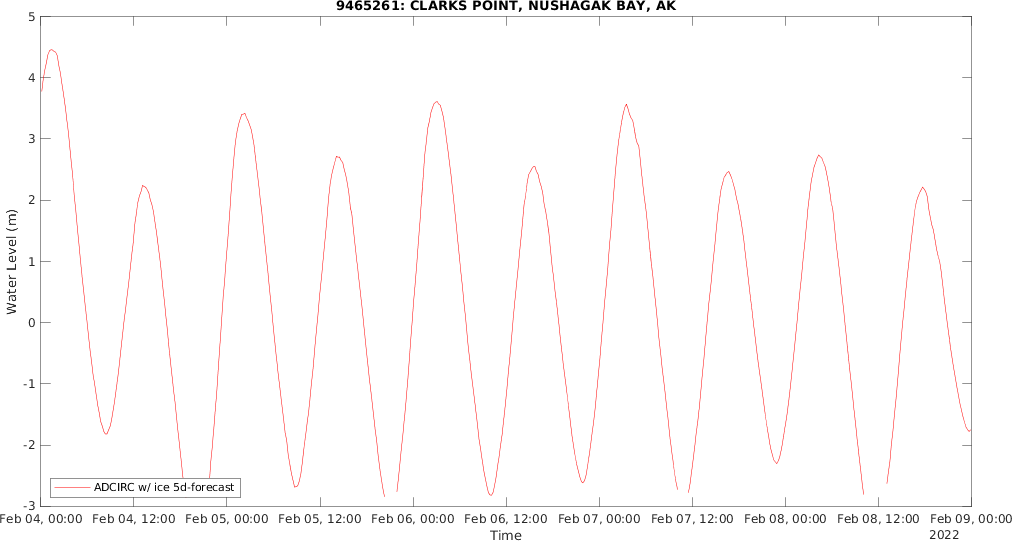 9465261: CLARKS POINT, NUSHAGAK BAY, AK
Water Level (m)
5
4
3
2
1
0
-1
-2
-3
ADCIRC w/ ice 5d-forecast
Feb 04, 00:00 Feb 04, 12:00 Feb 05, 00:00 Feb 05, 12:00 Feb 06, 00:00 Feb 06, 12:00 Feb 07, 00:00 Feb 07, 12:00 Feb 08, 00:00 Feb 08, 12:00 Feb 09, 00:00
Time
2022